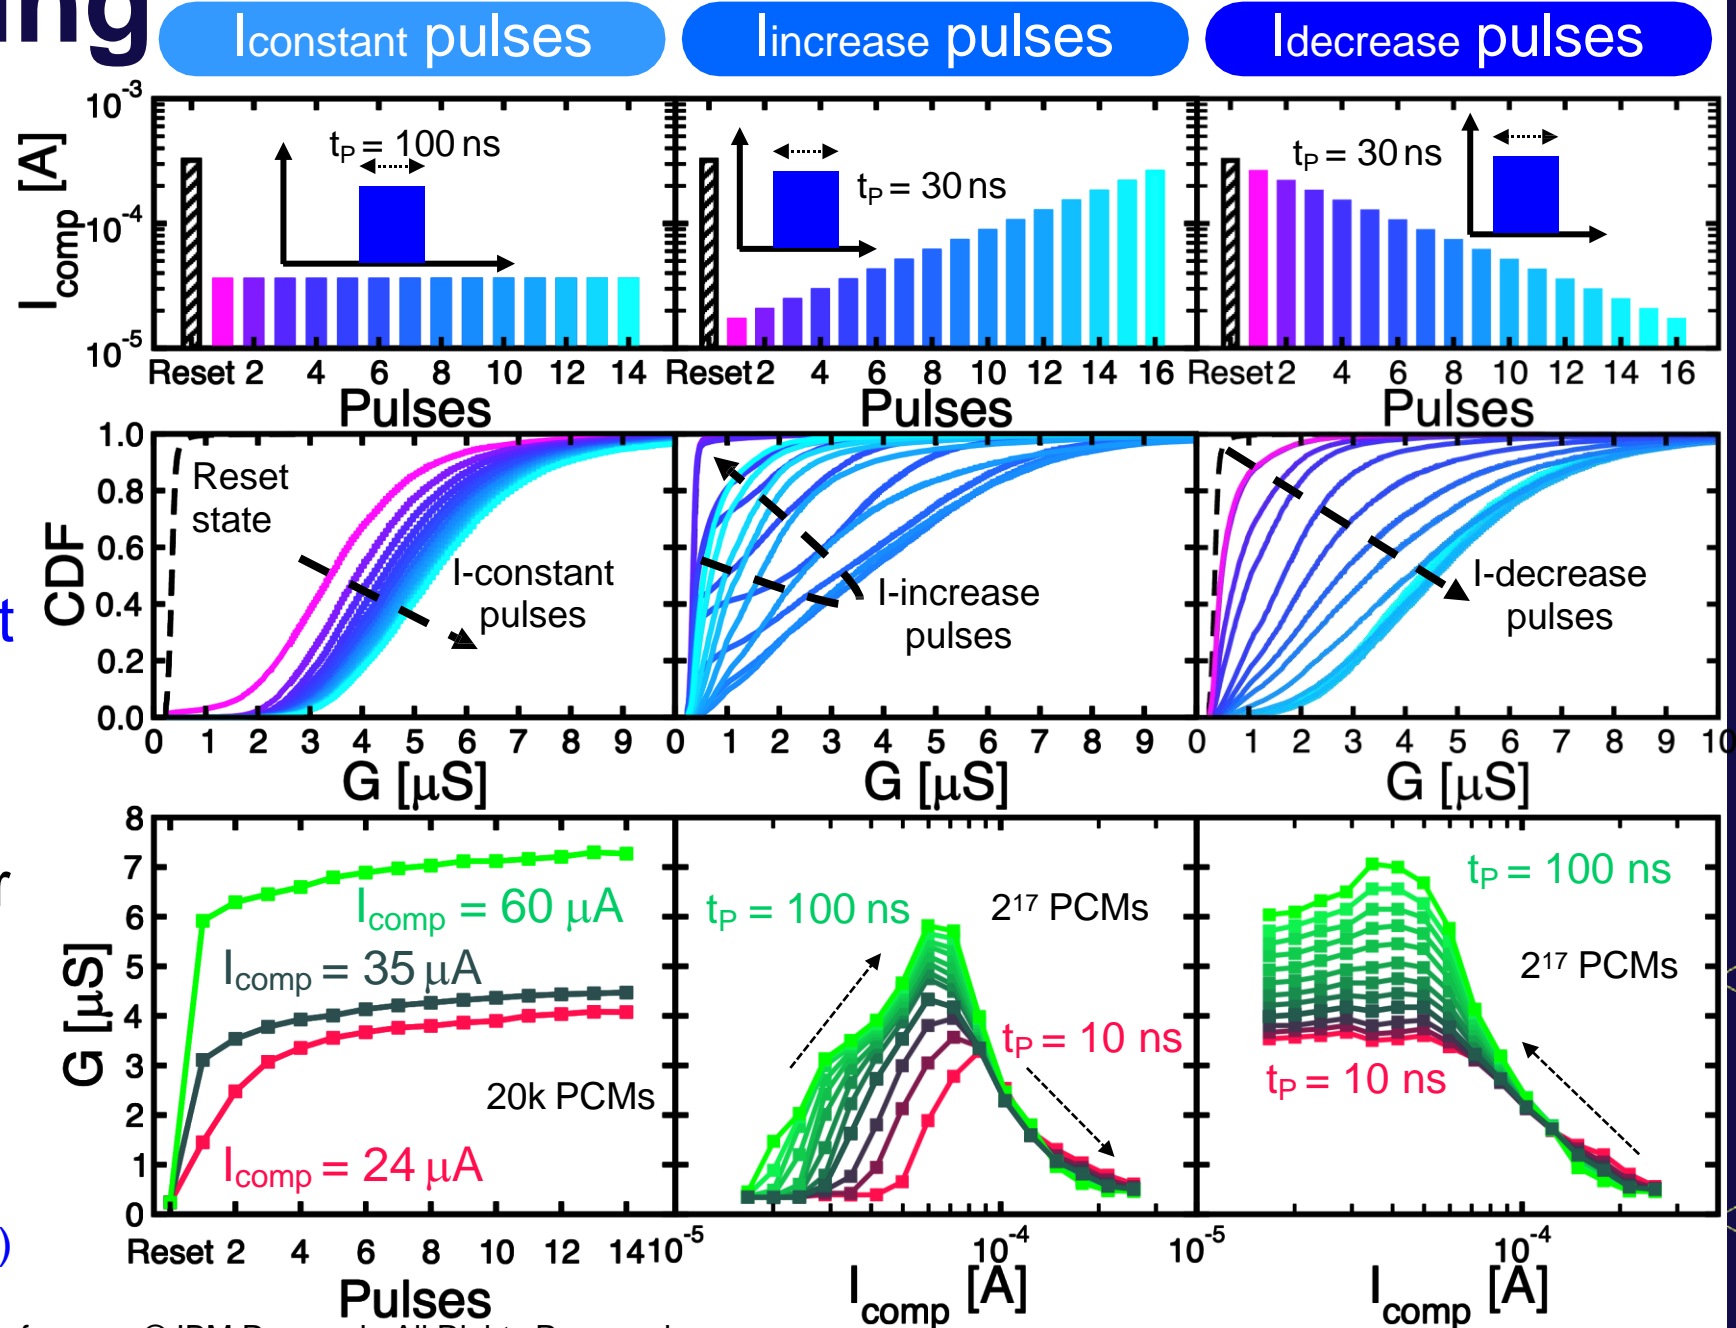 ing
Iconstant pulses
Iincrease pulses
Idecrease pulses
10-3
10-4
10-5
Icomp [A]
tP = 100 ns
tP = 30 ns
tP = 30 ns
Reset 2 4 6 8 10 12 14
Reset 2 4 6 8 10 12 14 16
Reset 2 4 6 8 10 12 14 16
Pulses
Pulses
Pulses
1.0
0.8
0.6
0.4
0.2
0.0
CDF
Reset
state
I-constant
pulses
I-increase
pulses
I-decrease
pulses
t
0 1 2 3 4 5 6 7 8 9
0 1 2 3 4 5 6 7 8 9
0 1 2 3 4 5 6 7 8 9 10
G [μS]
G [μS]
G [μS]
8
7
6
5
4
3
2
1
0
G [μS]
r
Icomp = 60 μA
Icomp = 35 μA
20k PCMs
Icomp = 24 μA
tP = 100 ns
217 PCMs
tP = 10 ns
tP = 100 ns
217 PCMs
tP = 10 ns
)
Reset 2 4 6 8 10 12 14
10-5 10-4
10-5 10-4
Pulses
Icomp [A]
Icomp [A]